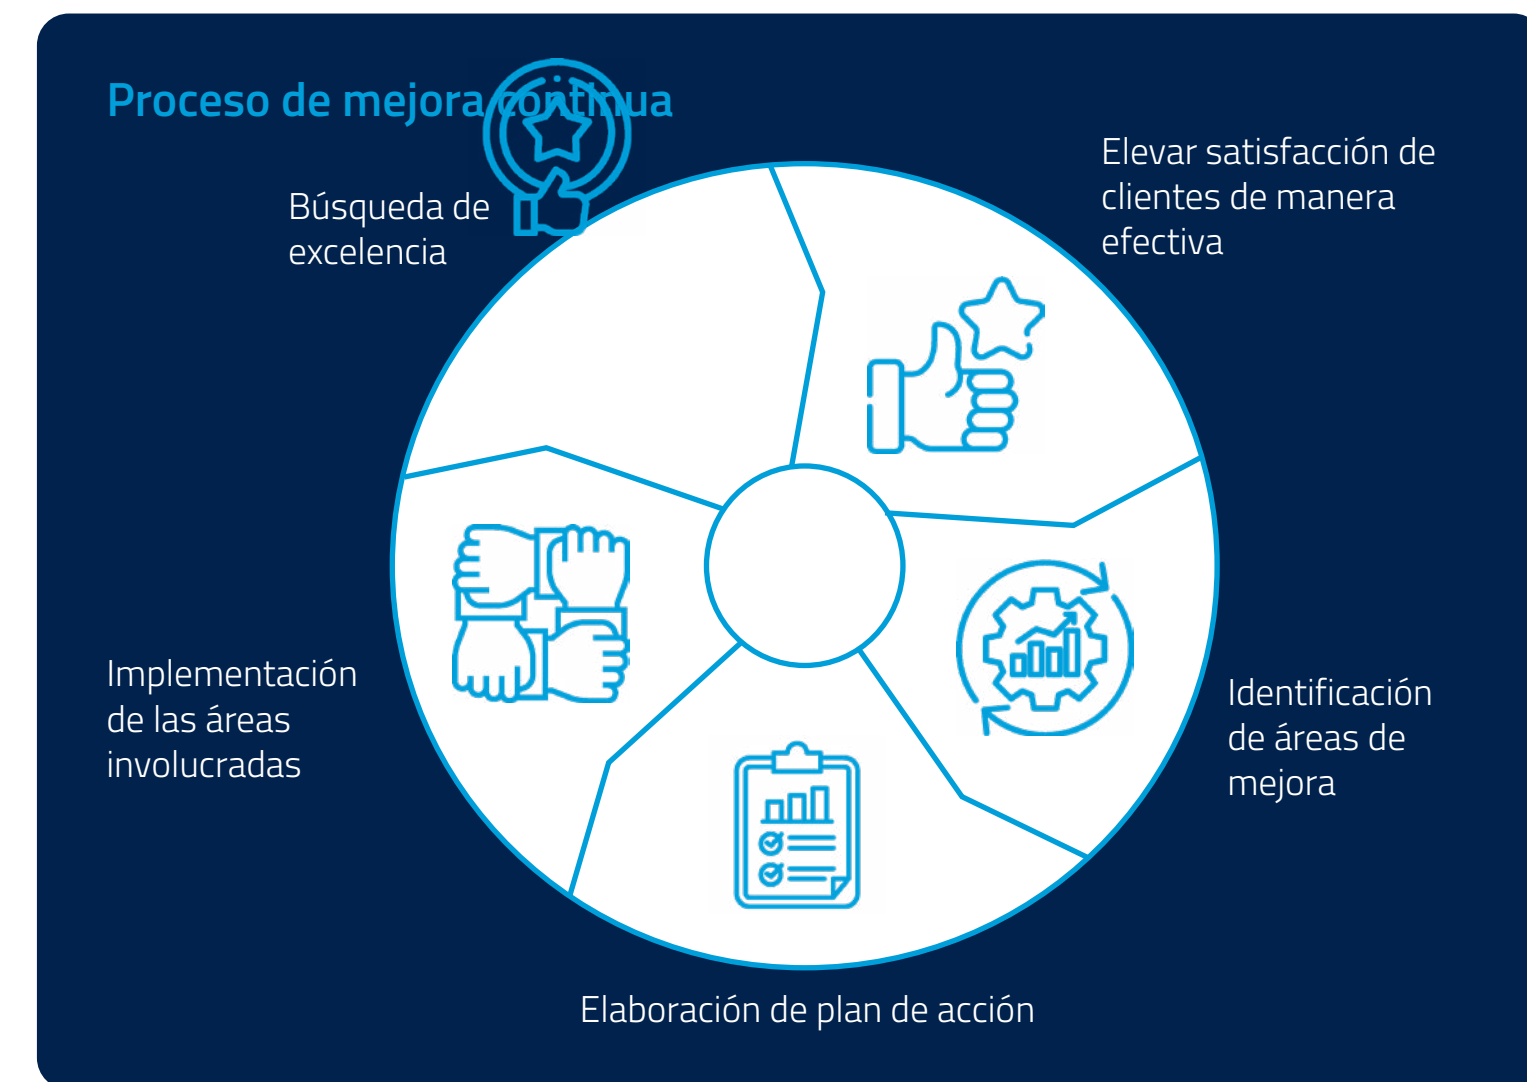 Proceso de mejora continua
Búsqueda de
excelencia
Elevar satisfacción de
clientes de manera
efectiva
Identificación
de áreas de
mejora
Elaboración de plan de acción
Implementación
de las áreas
involucradas